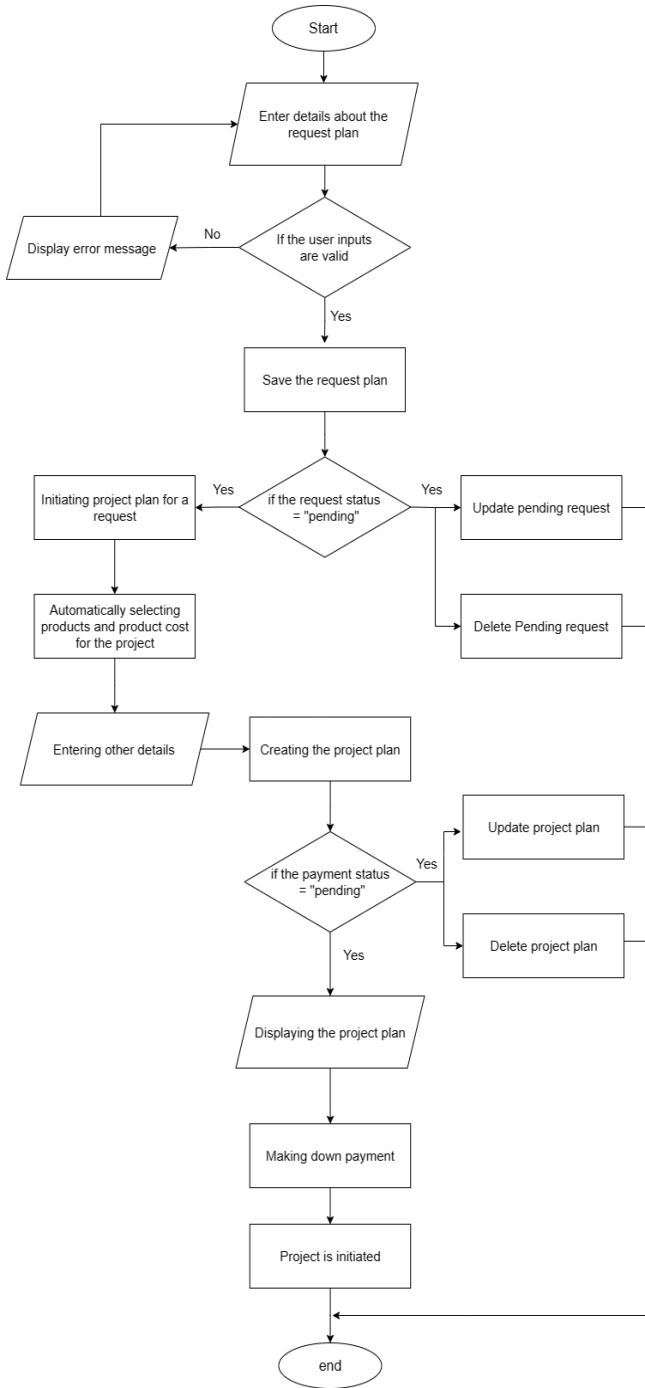 Start
Enter details about the
request plan
Display error message
No
If the user inputs
are valid
Yes
Save the request plan
Initiating project plan for a
request
Yes
if the request status
= "pending"
Yes
Update pending request
Automatically selecting
products and product cost
for the project
Delete Pending request
Entering other details
Creating the project plan
Update project plan
if the payment status
= "pending"
Yes
Delete project plan
Yes
Displaying the project plan
Making down payment
Project is initiated
end